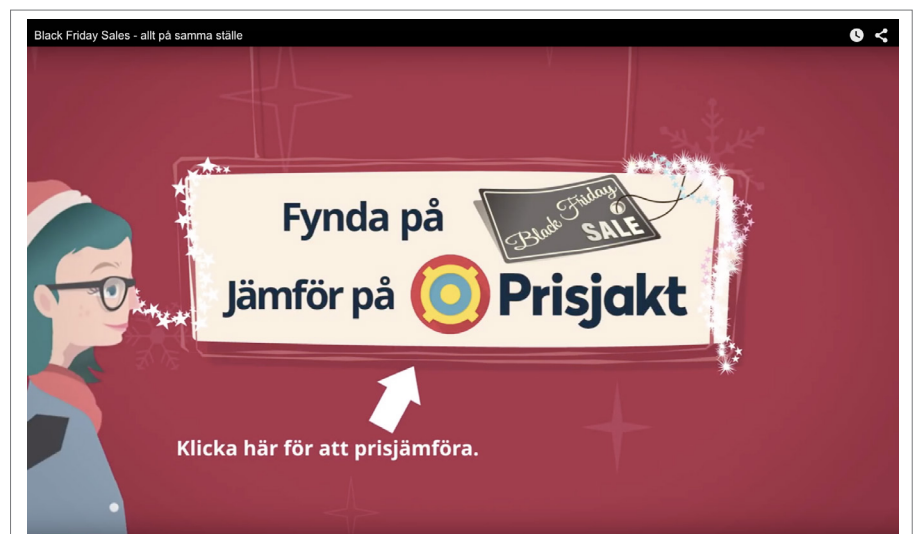 Black Friday Sales - allt på samma ställe
Fynda på
Black Friday
SALE
Jämför på Prisjakt
Klicka här för att prisjämföra.